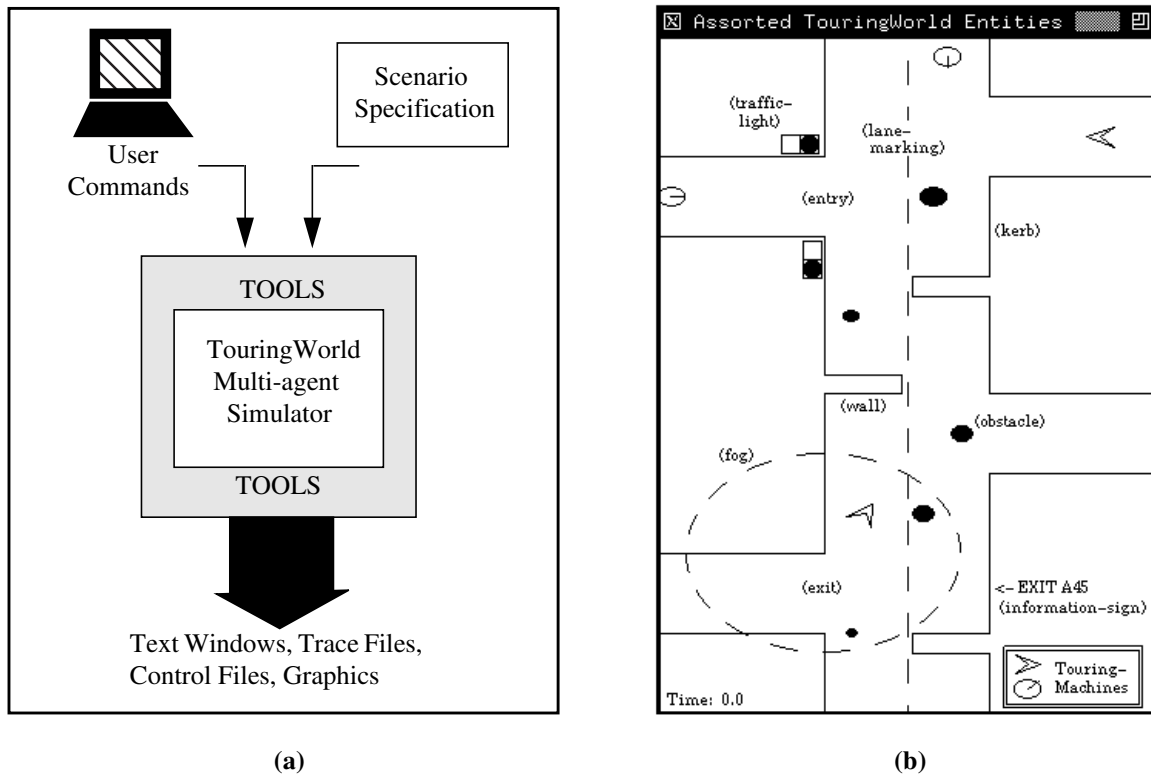 User
Commands
Scenario
Specification
TOOLS
TouringWorld
Multi-agent
Simulator
TOOLS
Text Windows, Trace Files,
Control Files, Graphics
(a)
Assorted TouringWorld Entities
(traffic-
light)
(lane-
marking)
(entry)
(kerb)
(wall)
(obstacle)
(fog)
(exit)
<- EXIT A45
(information-sign)
Touring-
Machines
Time: 0.0
(b)